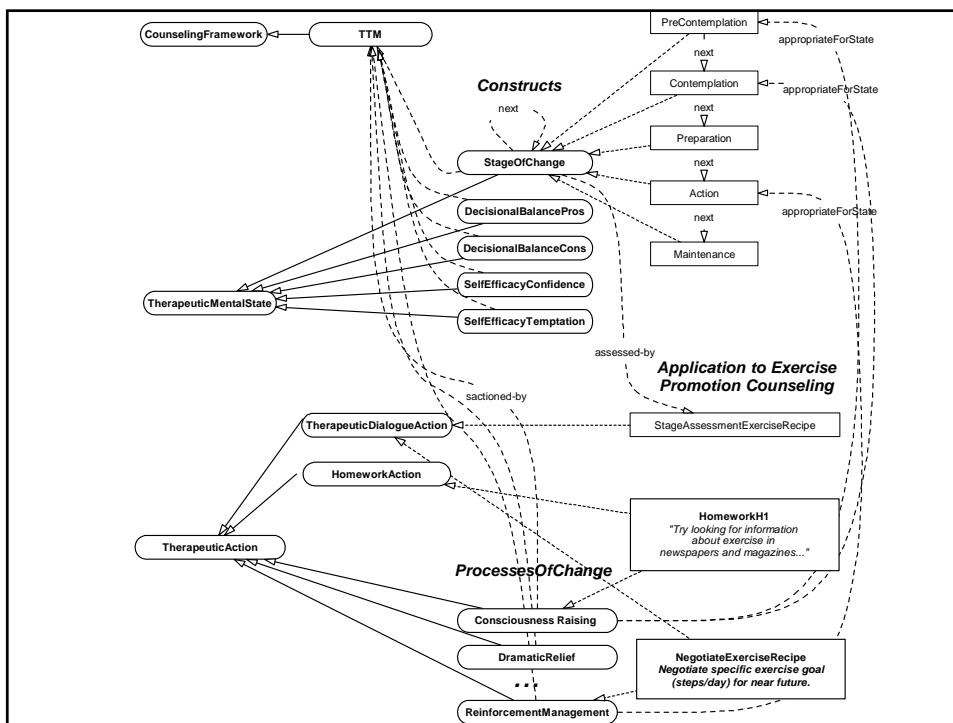 PreContemplation
CounselingFramework
TTM
appropriateForState
next
Constructs
Contemplation
appropriateForState
next
next
Preparation
StageOfChange
next
Action
DecisionalBalancePros
appropriateForState
next
DecisionalBalanceCons
Maintenance
SelfEfficacyConfidence
TherapeuticMentalState
SelfEfficacyTemptation
assessed-by
Application to Exercise
Promotion Counseling
sactioned-by
TherapeuticDialogueAction
StageAssessmentExerciseRecipe
HomeworkAction
HomeworkH1
"Try looking for information
about exercise in
newspapers and magazines..."
TherapeuticAction
ProcessesOfChange
Consciousness Raising
DramaticRelief
NegotiateExerciseRecipe
Negotiate specific exercise goal
(steps/day) for near future.
...
ReinforcementManagement